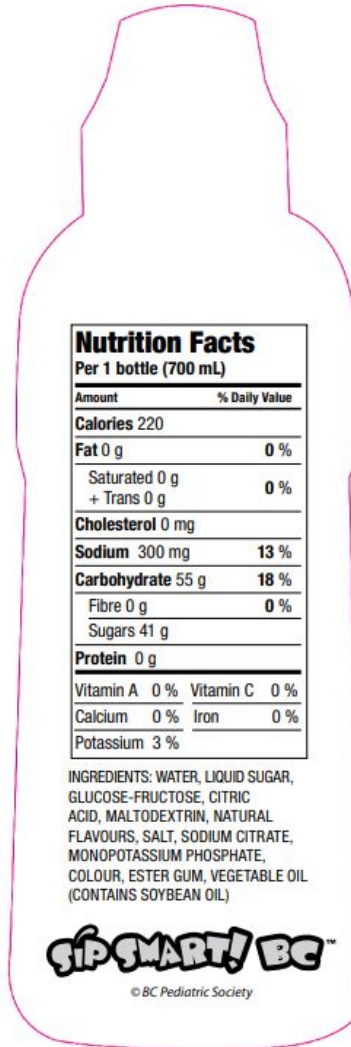 Nutrition Facts
Per 1 bottle (700 mL)
Amount % Daily Value
Calories 220
Fat 0 g 0 %
Saturated 0 g
+ Trans 0 g 0 %
Cholesterol 0 mg
Sodium 300 mg 13 %
Carbohydrate 55 g 18 %
Fibre 0 g 0 %
Sugars 41 g
Protein 0 g
Vitamin A 0 % Vitamin C 0 %
Calcium 0 % Iron 0 %
Potassium 3 %
INGREDIENTS: WATER, LIQUID SUGAR,
GLUCOSE-FRUCTOSE, CITRIC
ACID, MALTODEXTRIN, NATURAL
FLAVOURS, SALT, SODIUM CITRATE,
MONOPOTASSIUM PHOSPHATE,
COLOUR, ESTER GUM, VEGETABLE OIL
(CONTAINS SOYBEAN OIL)
SIP SMART! BC™
© BC Pediatric Society